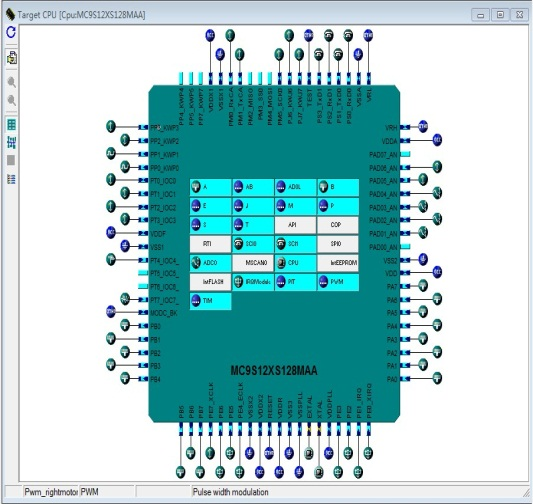 Target CPU [Cpu:MC9S12XS128MAA]
PP4_KWP4
PP5_KWP5
PP7_KWP7
VDDX1
VSSX1
PM0_RxCA
PM1_TxCA
PM2_MISO
PM3_SS0
PM4_MOSI
PM5_SCK0
PJ6_KWJ6
PJ7_KWJ7
TEST
PS3_TxD1
PS2_RxD1
PS1_TxD0
PS0_RxD0
VSSA
VRL
PP3_KWP3
PP2_KWP2
PP1_KWP1
PP0_KWP0
PT0_IOC0
PT1_IOC1
PT2_IOC2
PT3_IOC3
VDDF
VSS1
PT4_IOC4_
PT5_IOC5_
PT6_IOC6_
PT7_IOC7_
MODC_BK
PB0
PB1
PB2
PB3
PB4
VRH
VDDA
PAD07_AN
PAD06_AN
PAD05_AN
PAD04_AN
PAD03_AN
PAD02_AN
PAD01_AN
PAD00_AN
VSS2
VDD
PA7
PA6
PA5
PA4
PA3
PA2
PA1
PA0
A AB AD0L B
E J M P
S T API COP
RTI SCI0 SCI1 SPI0
ADC0 MSCAN0 CPU IntEEPROM
IntFLASH IRQModulc PIT PWM
TIM
MC9S12XS128MAA
PB5
PB6
PB7
PE7_XCLK
PE6
PE5
PE4_ECLK
VSSX2
VDDX2
RESET
VDDR
VSS3
VSSPLL
EXTAL
XTAL
VDDPLL
PE3
PE2
PE1_IRQ
PE0_XIRQ
Pwm_rightmotor PWM Pulse width modulation